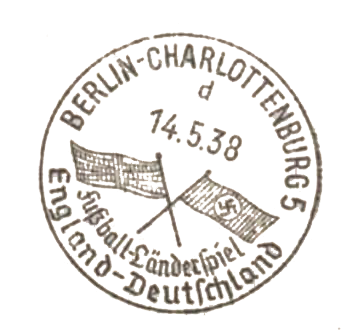 BERLIN-CHARLOTTENBURG 5
d
14.5.38
Fußball-Länderspiel
England-Deutschland